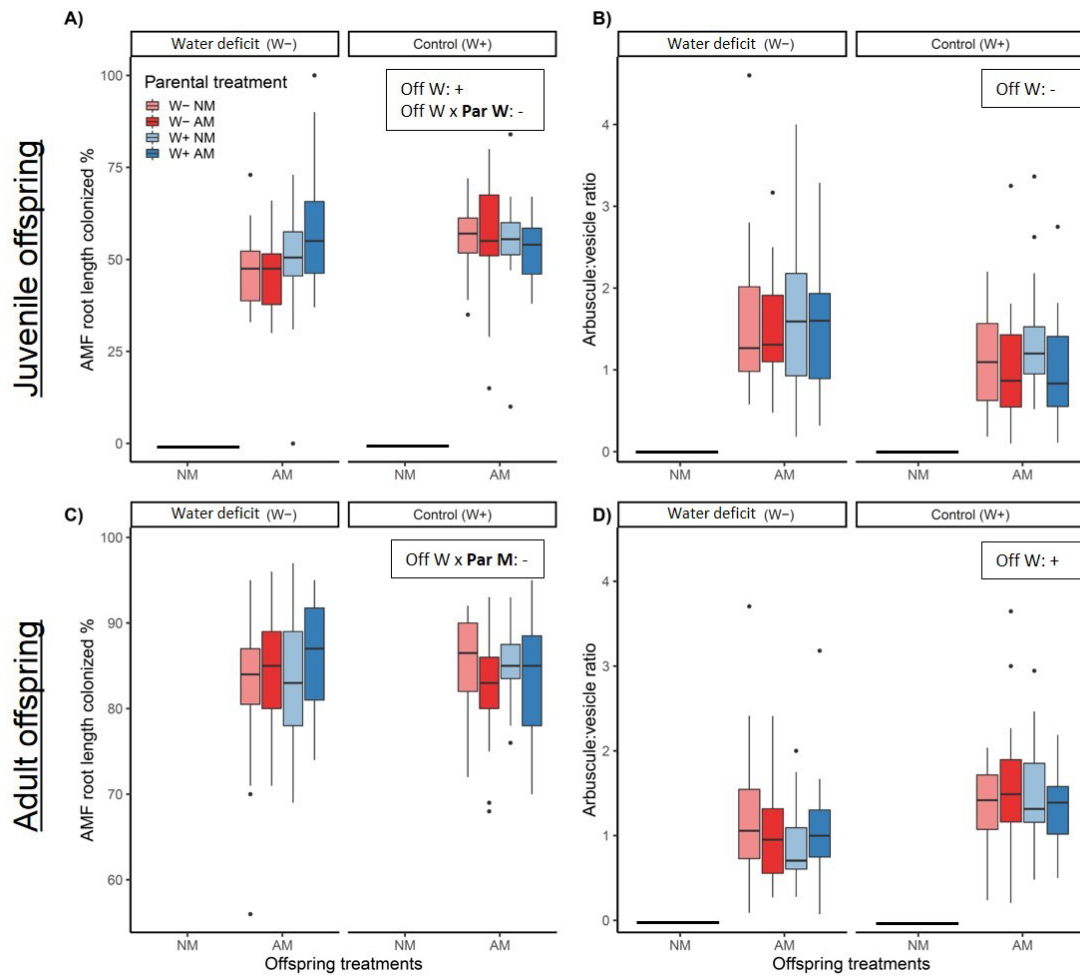 A)
Water deficit (W−)
Control (W+)
Parental treatment
W− NM
W− AM
W+ NM
W+ AM
Off W: +
Off W x Par W: -
100
75
50
25
0
AMF root length colonized %
NM
AM
NM
AM
B)
Water deficit (W−)
Control (W+)
Off W: -
4
3
2
1
0
Arbuscule:vesicle ratio
NM
AM
NM
AM
Juvenile offspring
C)
Water deficit (W−)
Control (W+)
Off W x Par M: -
100
90
80
70
60
AMF root length colonized %
NM
AM
NM
AM
Offspring treatments
D)
Water deficit (W−)
Control (W+)
Off W: +
4
3
2
1
0
Arbuscule:vesicle ratio
NM
AM
NM
AM
Offspring treatments
Adult offspring